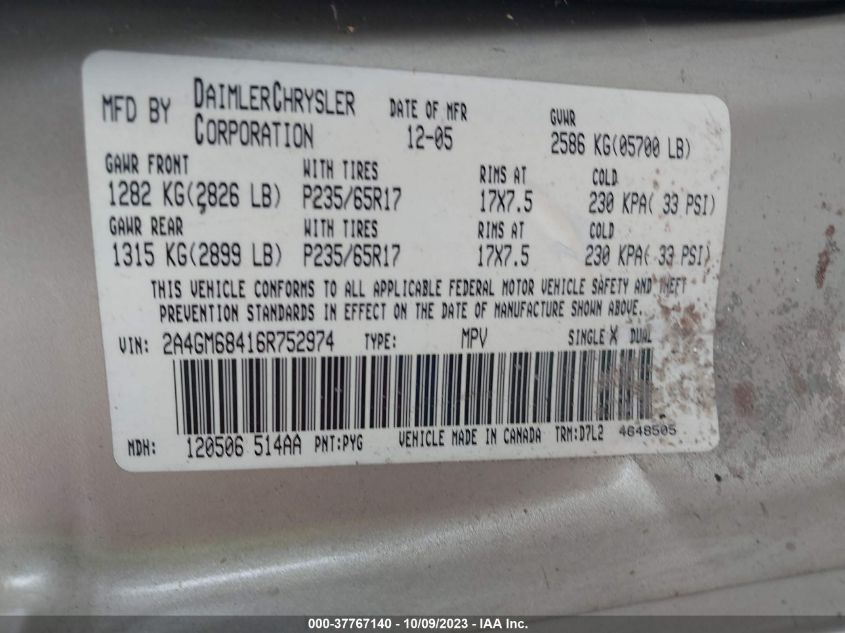 MFD BY DAIMLERCHRYSLER CORPORATION DATE OF MFR 12-05 GVWR 2586 KG(05700 LB)
GAWR FRONT WITH TIRES RIMS AT COLD
1282 KG(2826 LB) P235/65R17 17X7.5 230 KPA( 33 PSI)
GAWR REAR WITH TIRES RIMS AT COLD
1315 KG(2899 LB) P235/65R17 17X7.5 230 KPA( 33 PSI)
THIS VEHICLE CONFORMS TO ALL APPLICABLE FEDERAL MOTOR VEHICLE SAFETY AND THEFT
PREVENTION STANDARDS IN EFFECT ON THE DATE OF MANUFACTURE SHOWN ABOVE.
VIN: 2A4GM68416R752974 TYPE: MPV SINGLE X DUAL
MDH: 120506 514AA PNT:PYG VEHICLE MADE IN CANADA TRM:D7L2 4648505
000-37767140 - 10/09/2023 - IAA Inc.